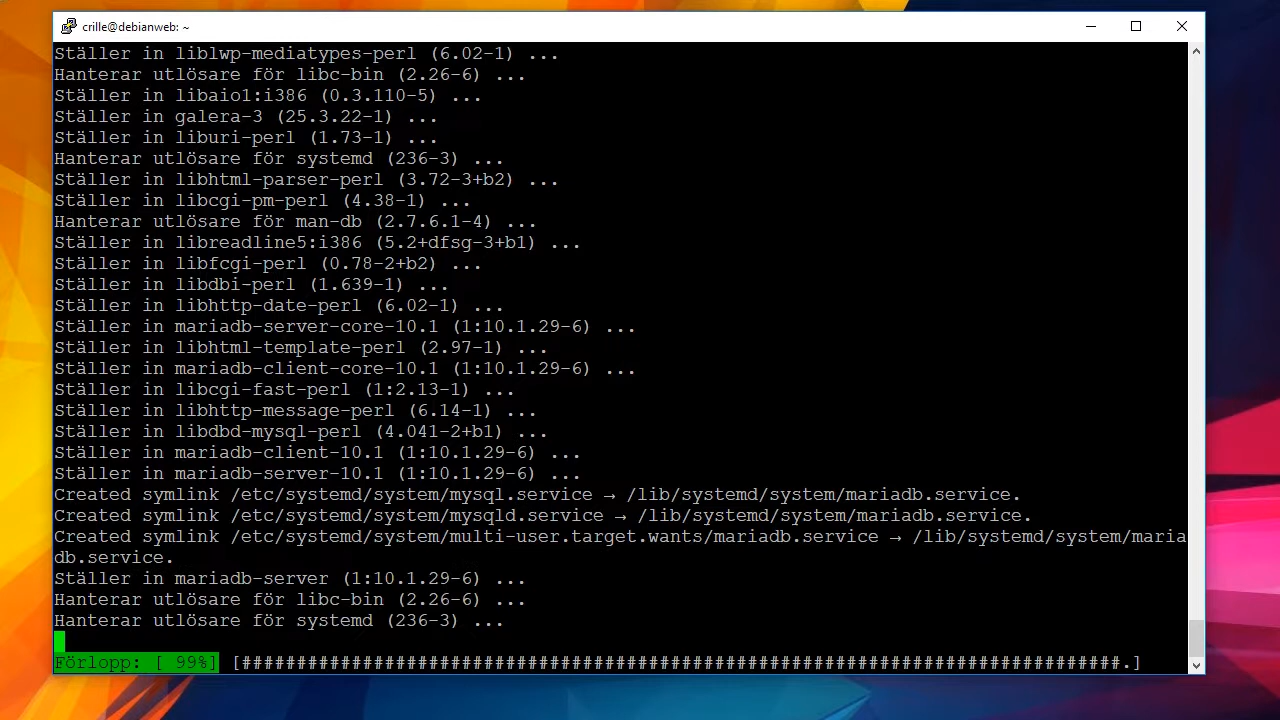 crille@debianweb: ~
Ställer in liblwp-mediatypes-perl (6.02-1) ...
Hanterar utlösare för libc-bin (2.26-6) ...
Ställer in libaio1:i386 (0.3.110-5) ...
Ställer in galera-3 (25.3.22-1) ...
Ställer in liburi-perl (1.73-1) ...
Hanterar utlösare för systemd (236-3) ...
Ställer in libhtml-parser-perl (3.72-3+b2) ...
Ställer in libcgi-pm-perl (4.38-1) ...
Hanterar utlösare för man-db (2.7.6.1-4) ...
Ställer in libreadline5:i386 (5.2+dfsg-3+b1) ...
Ställer in libfcgi-perl (0.78-2+b2) ...
Ställer in libdbi-perl (1.639-1) ...
Ställer in libhttp-date-perl (6.02-1) ...
Ställer in mariadb-server-core-10.1 (1:10.1.29-6) ...
Ställer in libhtml-template-perl (2.97-1) ...
Ställer in mariadb-client-core-10.1 (1:10.1.29-6) ...
Ställer in libcgi-fast-perl (1:2.13-1) ...
Ställer in libhttp-message-perl (6.14-1) ...
Ställer in libdbd-mysql-perl (4.041-2+b1) ...
Ställer in mariadb-client-10.1 (1:10.1.29-6) ...
Ställer in mariadb-server-10.1 (1:10.1.29-6) ...
Created symlink /etc/systemd/system/mysql.service → /lib/systemd/system/mariadb.service.
Created symlink /etc/systemd/system/mysqld.service → /lib/systemd/system/mariadb.service.
Created symlink /etc/systemd/system/multi-user.target.wants/mariadb.service → /lib/systemd/system/maria
db.service.
Ställer in mariadb-server (1:10.1.29-6) ...
Hanterar utlösare för libc-bin (2.26-6) ...
Hanterar utlösare för systemd (236-3) ...
Förlopp: [ 99%] [################################################################################.]